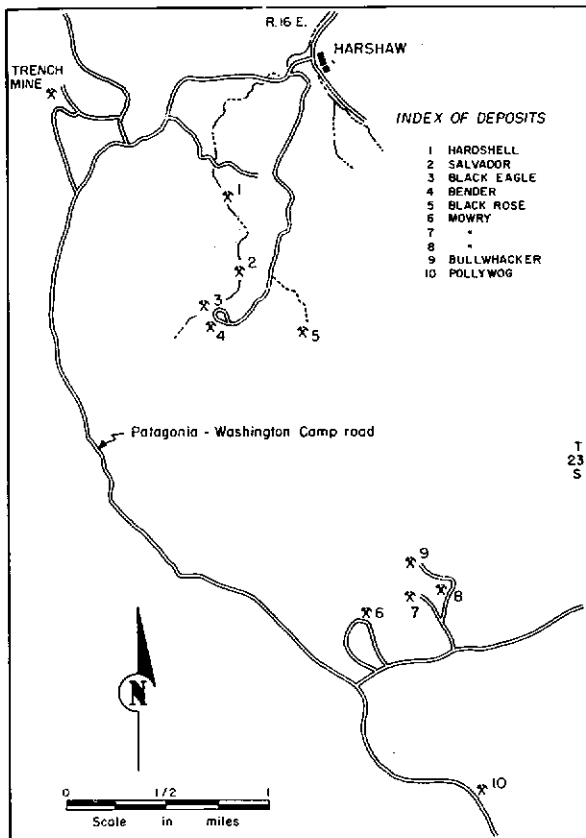 R. 16 E.
HARSHAW
TRENCH
MINE
INDEX OF DEPOSITS
1 HARDSHELL
2 SALVADOR
3 BLACK EAGLE
4 BENDER
5 BLACK ROSE
6 MOWRY
7 "
8 "
9 BULLWHACKER
10 POLLYWOG
1
2
3
4
5
Patagonia - Washington Camp road
T
23
S
9
8
7
6
N
10
0 1/2 1
Scale in miles